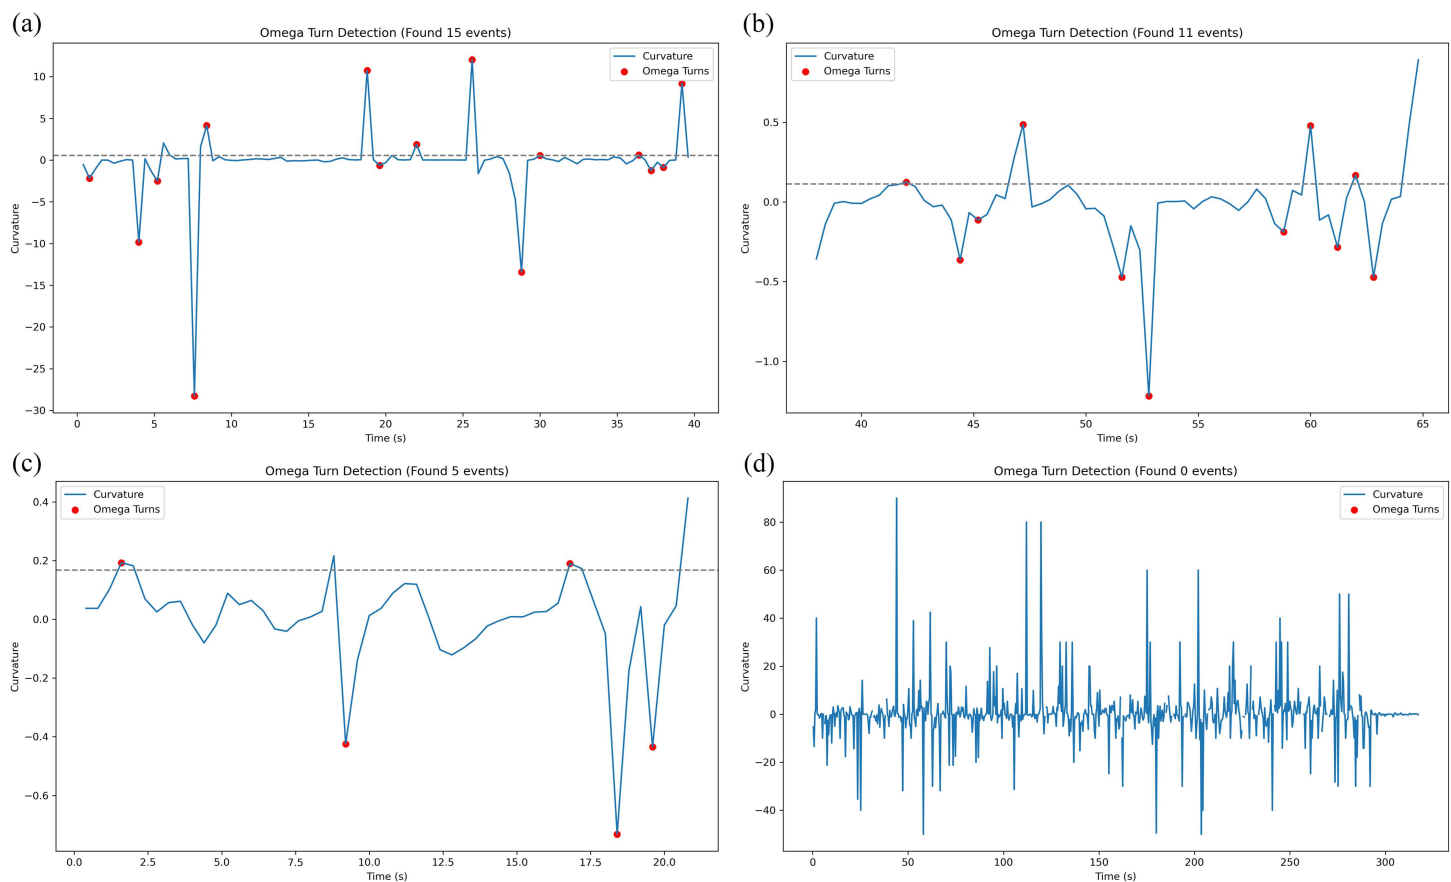 (a)
Omega Turn Detection (Found 15 events)
Curvature
Omega Turns
10
5
0
−5
−10
−15
−20
−25
−30
Curvature
0 5 10 15 20 25 30 35 40
Time (s)
(b)
Omega Turn Detection (Found 11 events)
Curvature
Omega Turns
0.5
0.0
−0.5
−1.0
Curvature
40 45 50 55 60 65
Time (s)
(c)
Omega Turn Detection (Found 5 events)
Curvature
Omega Turns
0.4
0.2
0.0
−0.2
−0.4
−0.6
Curvature
0.0 2.5 5.0 7.5 10.0 12.5 15.0 17.5 20.0
Time (s)
(d)
Omega Turn Detection (Found 0 events)
Curvature
Omega Turns
80
60
40
20
0
−20
−40
Curvature
0 50 100 150 200 250 300
Time (s)